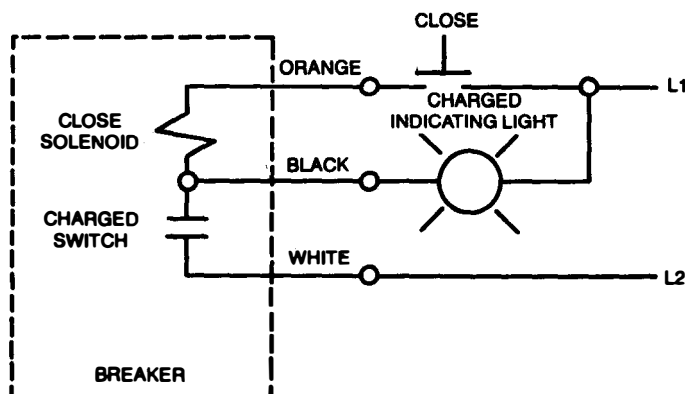 CLOSE
ORANGE
L1
CHARGED
INDICATING LIGHT
CLOSE
SOLENOID
BLACK
CHARGED
SWITCH
WHITE
L2
BREAKER